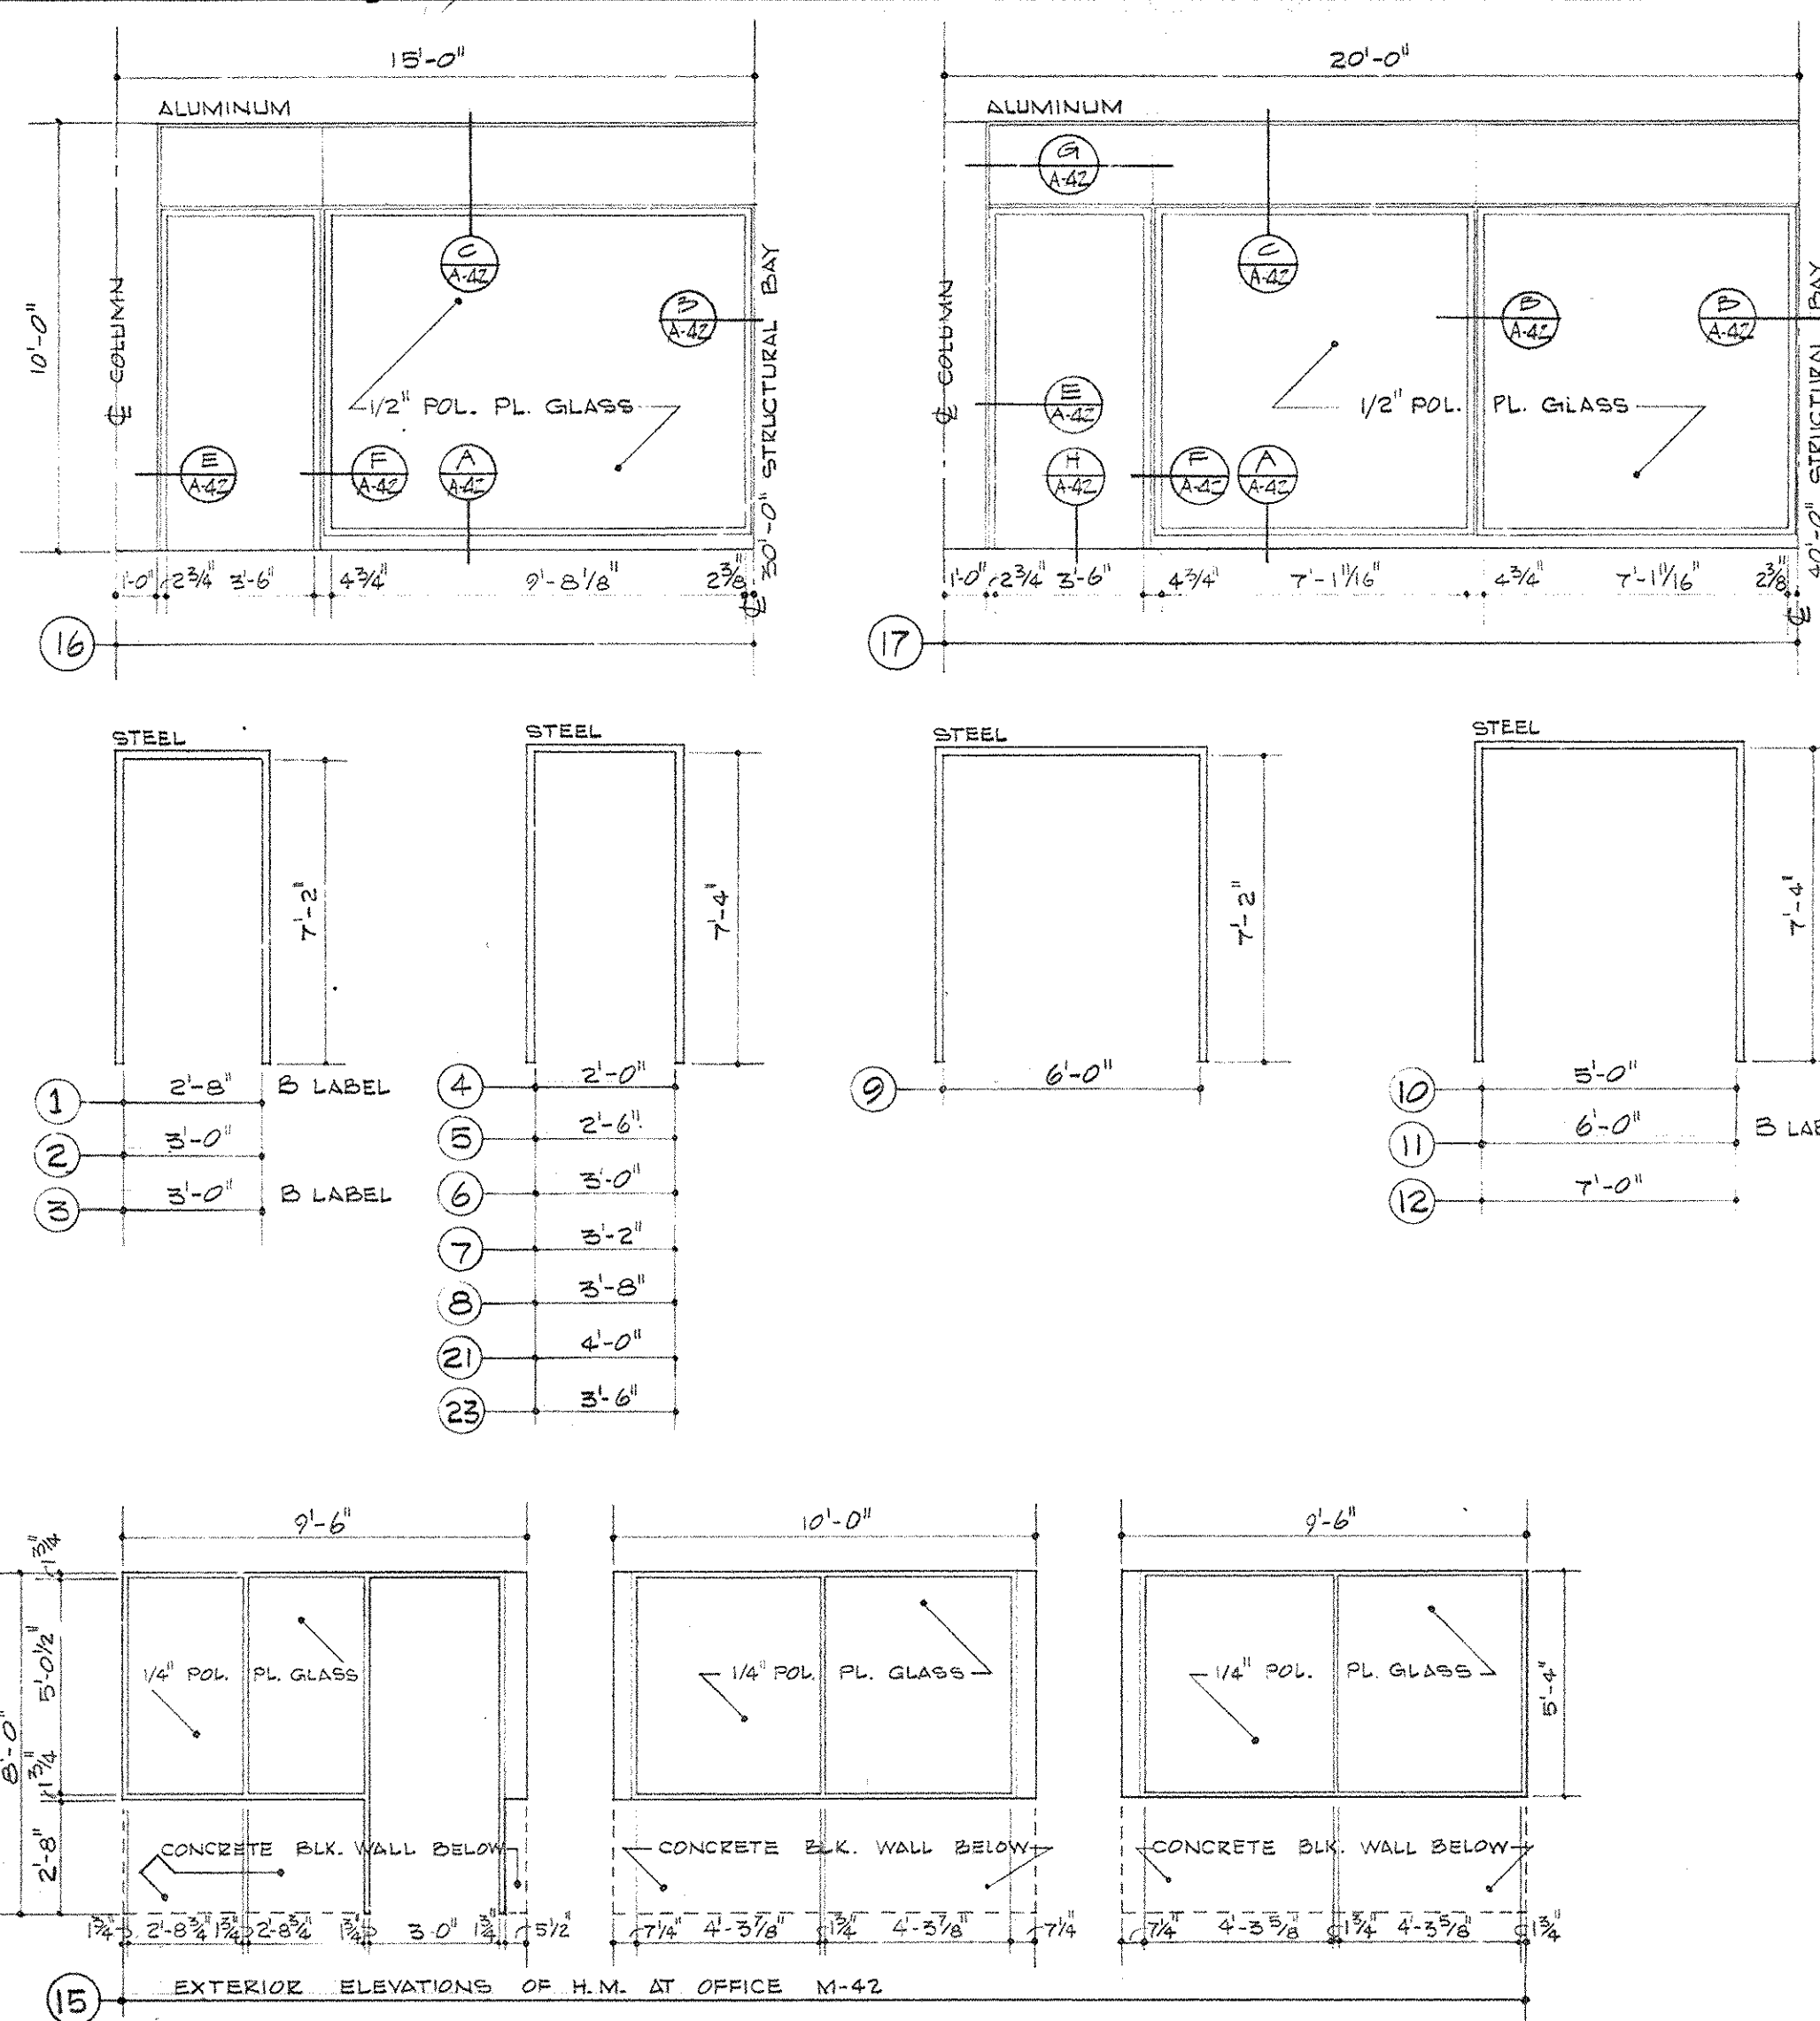 15'-0"
ALUMINUM
10'-0"
℄ COLUMN
C
A-42
B
A-42
1/2" POL. PL. GLASS
E
A-42
F
A-42
A
A-42
℄ 30'-0" STRUCTURAL BAY
1'-0" 2 3/4" 3'-6" 4 3/4" 9'-8 1/8" 2 3/8"
16
20'-0"
ALUMINUM
G
A-42
℄ COLUMN
C
A-42
B
A-42
B
A-42
E
A-42
1/2" POL. PL. GLASS
H
A-42
F
A-42
A
A-42
℄ 40'-0" STRUCTURAL BAY
1'-0" 2 3/4" 3'-6" 4 3/4" 7'-1 11/16" 4 3/4" 7'-1 11/16" 2 3/8"
17
STEEL
7'-2"
1 2'-8" B LABEL
2 3'-0"
3 3'-0" B LABEL
STEEL
7'-4"
4 2'-0"
5 2'-6"
6 3'-0"
7 3'-2"
8 3'-8"
21 4'-0"
23 3'-6"
STEEL
7'-2"
9 6'-0"
STEEL
7'-4"
10 5'-0"
11 6'-0" B LAB
12 7'-0"
9'-6"
1 3/4"
5'-0 1/2"
8'-0"
1 3/4"
2'-8"
1/4" POL. PL. GLASS
CONCRETE BLK. WALL BELOW
1 3/4" 2'-8 3/4" 1 3/4" 2'-8 3/4" 1 3/4" 3'-0" 1 3/4" 5 1/2"
10'-0"
1/4" POL. PL. GLASS
CONCRETE BLK. WALL BELOW
7 1/4" 4'-3 7/8" 1 3/4" 4'-3 7/8" 7 1/4"
9'-6"
1/4" POL. PL. GLASS
5'-4"
CONCRETE BLK. WALL BELOW
7 1/4" 4'-3 5/8" 1 3/4" 4'-3 5/8" 1 3/4"
15 EXTERIOR ELEVATIONS OF H.M. AT OFFICE M-42